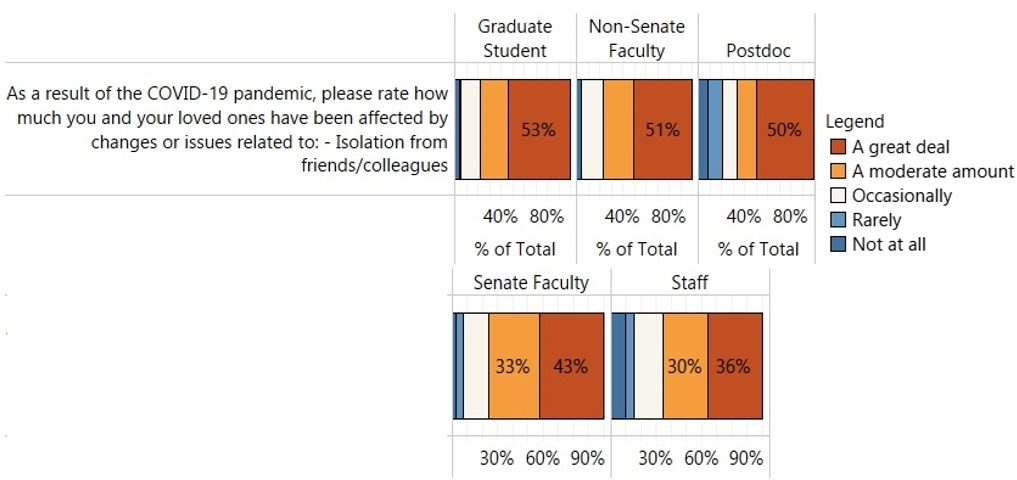 Graduate Student
Non-Senate Faculty
Postdoc
As a result of the COVID-19 pandemic, please rate how
much you and your loved ones have been affected by
changes or issues related to: - Isolation from
friends/colleagues
53%
51%
50%
Legend
A great deal
A moderate amount
Occasionally
Rarely
Not at all
40% 80%
40% 80%
40% 80%
% of Total
% of Total
% of Total
Senate Faculty
Staff
33%
43%
30%
36%
30% 60% 90%
30% 60% 90%